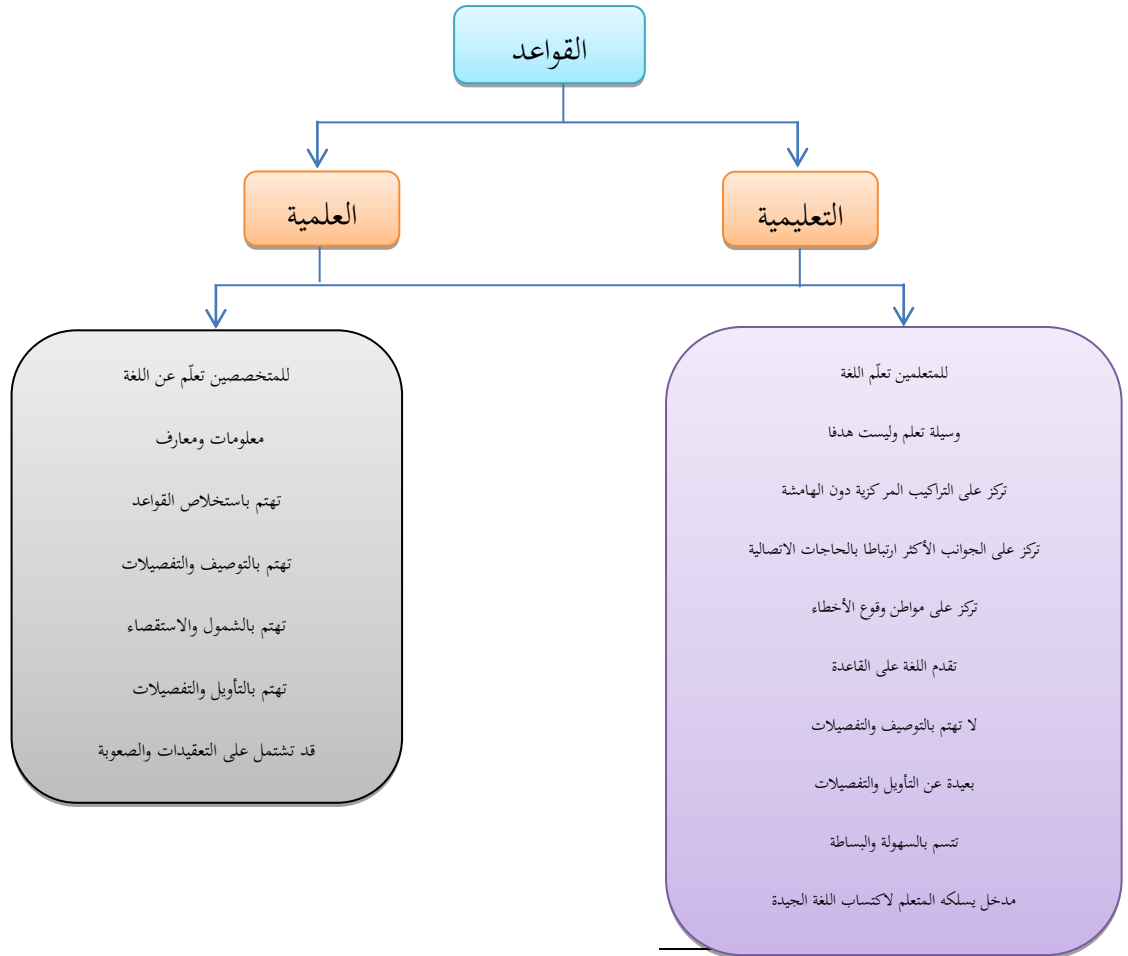 القواعد
التعليمية
العلمية
للمتعلمين تعلّم اللغة
وسيلة تعلم وليست هدفا
تركز على التراكيب المركزية دون الهامشة
تركز على الجوانب الأكثر ارتباطا بالحاجات الاتصالية
تركز على مواطن وقوع الأخطاء
تقدم اللغة على القاعدة
لا تهتم بالتوصيف والتفصيلات
بعيدة عن التأويل والتفصيلات
تتسم بالسهولة والبساطة
مدخل يسلكه المتعلم لاكتساب اللغة الجيدة
للمتخصصين تعلّم عن اللغة
معلومات ومعارف
تهتم باستخلاص القواعد
تهتم بالتوصيف والتفصيلات
تهتم بالشمول والاستقصاء
تهتم بالتأويل والتفصيلات
قد تشتمل على التعقيدات والصعوبة